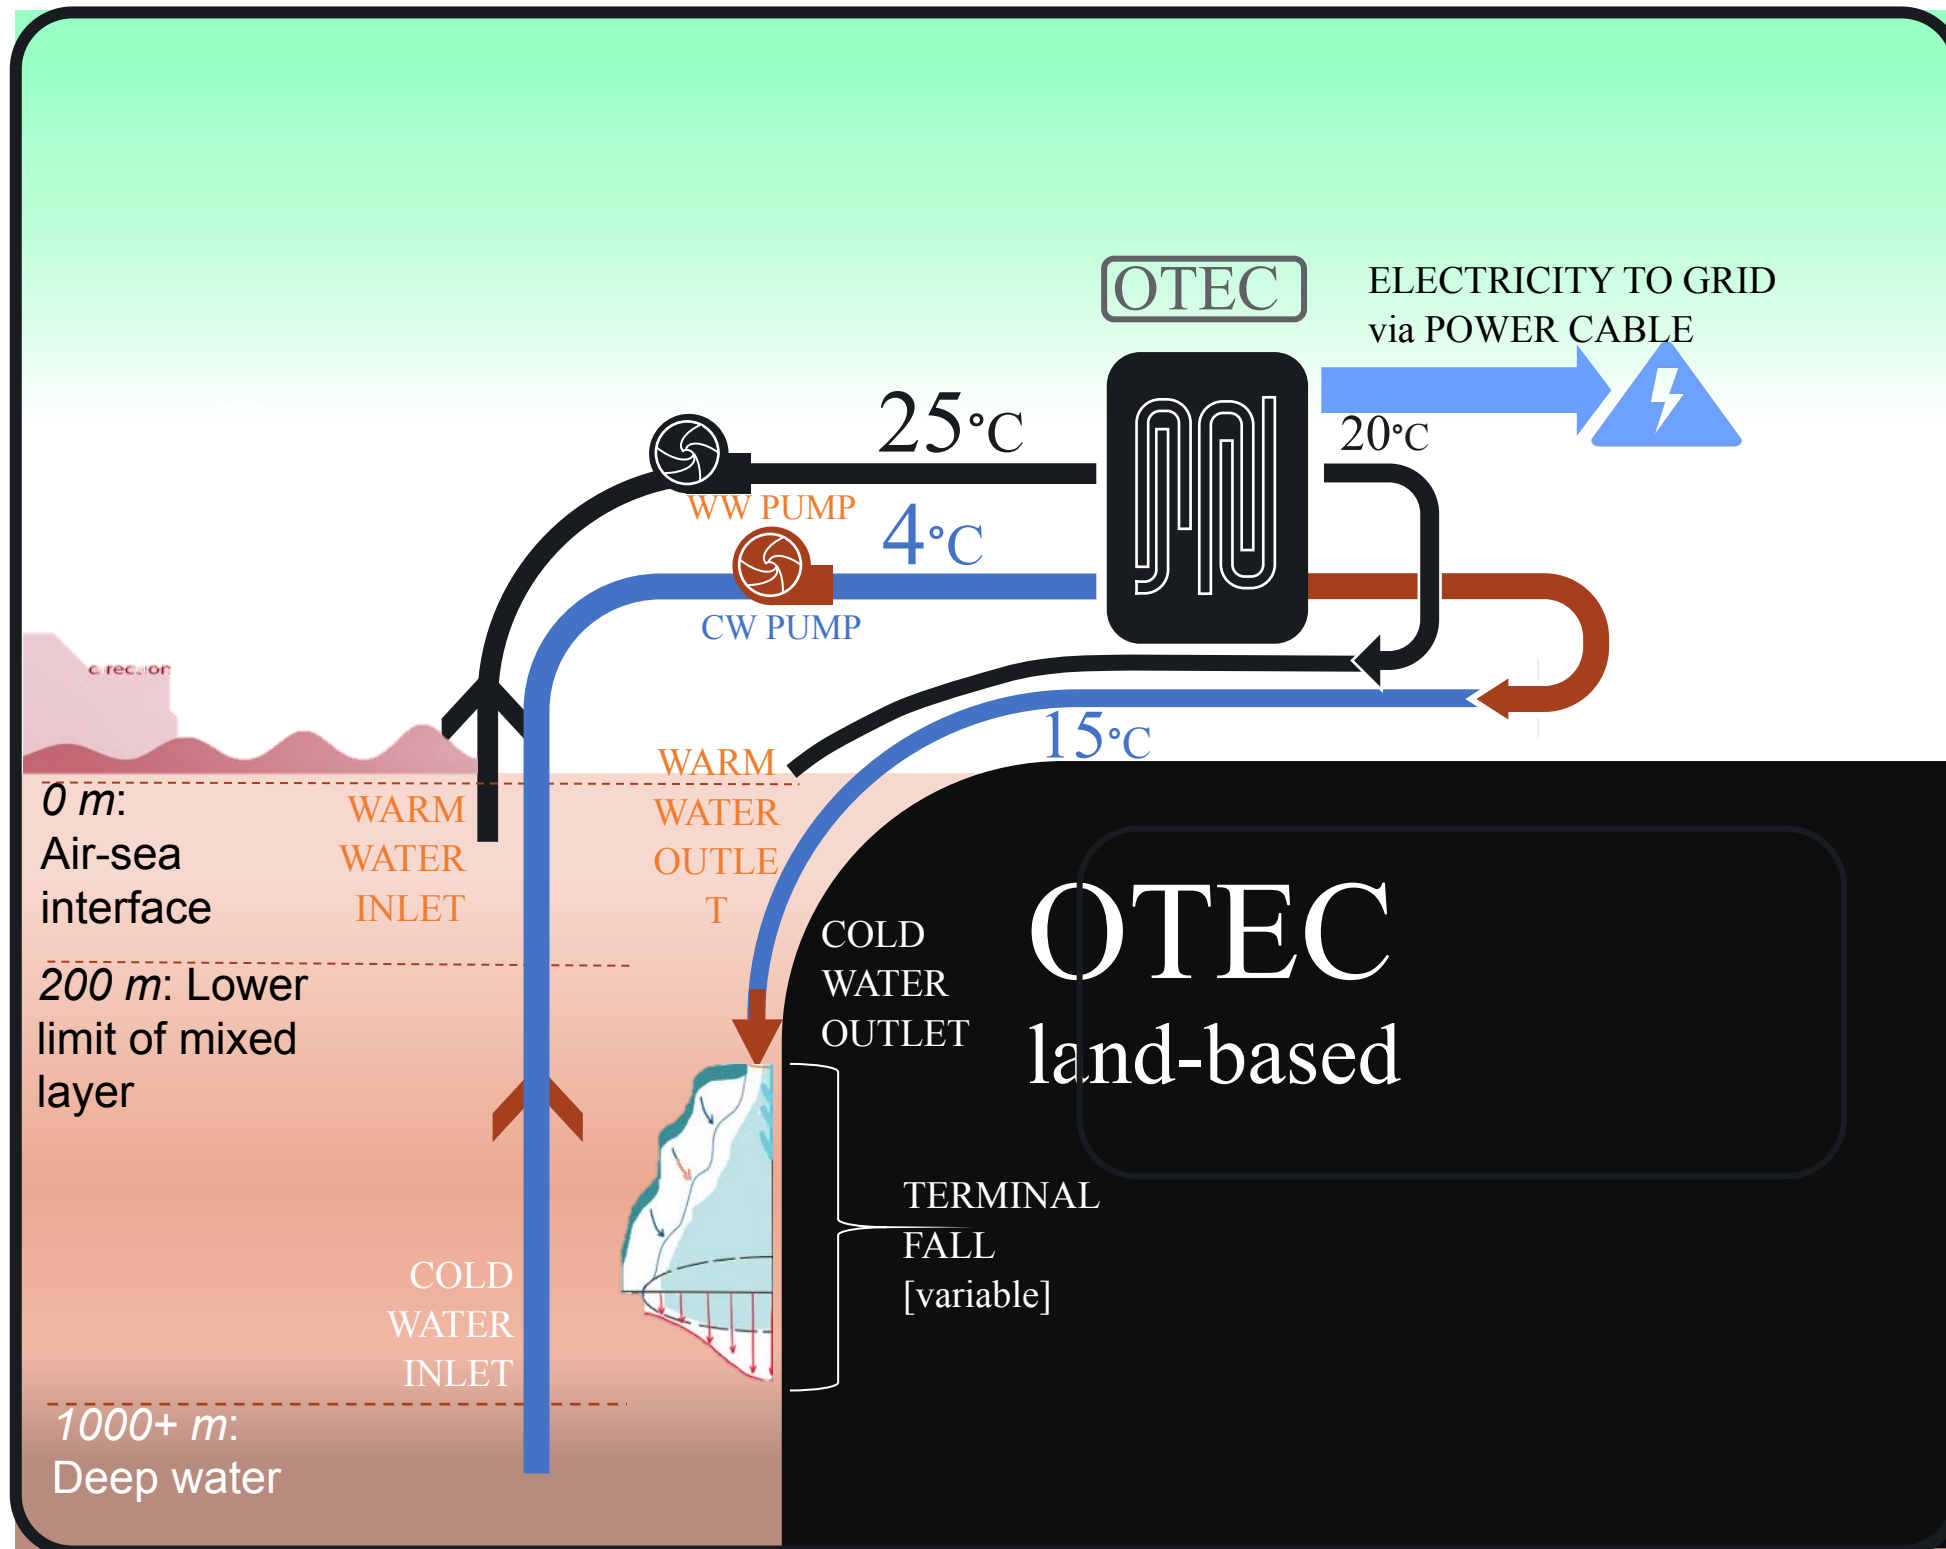 OTEC
ELECTRICITY TO GRID
via POWER CABLE
25°C
20°C
WW PUMP
4°C
CW PUMP
15°C
0 m:
Air-sea
interface
WARM
WATER
INLET
WARM
WATER
OUTLE
T
200 m: Lower
limit of mixed
layer
COLD
WATER
OUTLET
OTEC
land-based
TERMINAL
FALL
[variable]
COLD
WATER
INLET
1000+ m:
Deep water